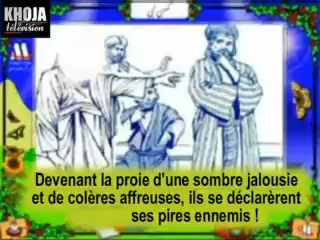 KHOJA
télévision
Devenant la proie d'une sombre jalousie
et de colères affreuses, ils se déclarèrent
ses pires ennemis !